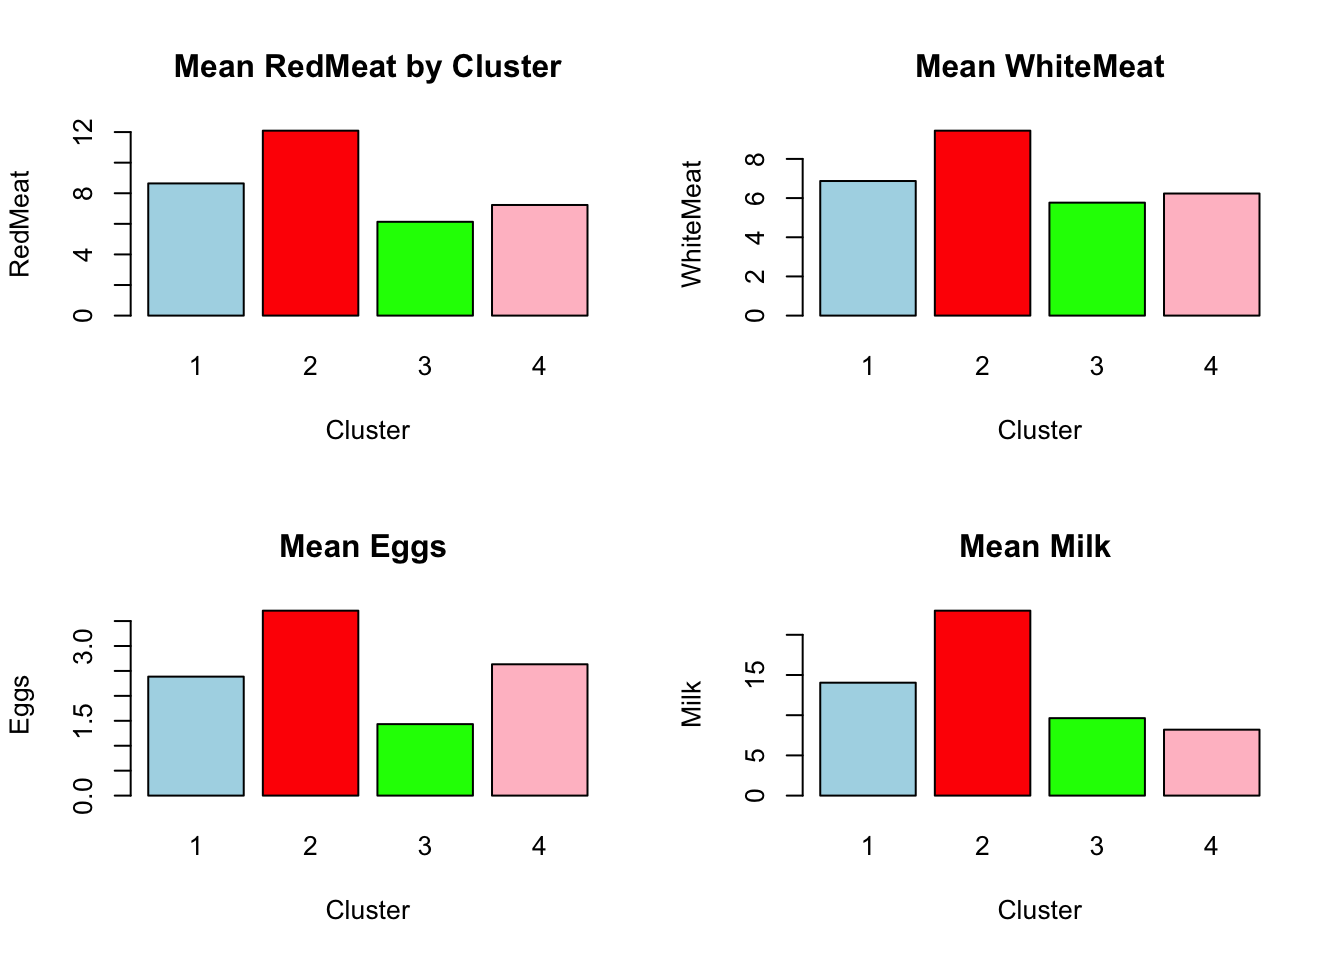 Mean RedMeat by Cluster
RedMeat
12
8
4
0
1 2 3 4
Cluster
Mean WhiteMeat
WhiteMeat
8
6
4
2
0
1 2 3 4
Cluster
Mean Eggs
Eggs
3.0
1.5
0.0
1 2 3 4
Cluster
Mean Milk
Milk
15
5
0
1 2 3 4
Cluster